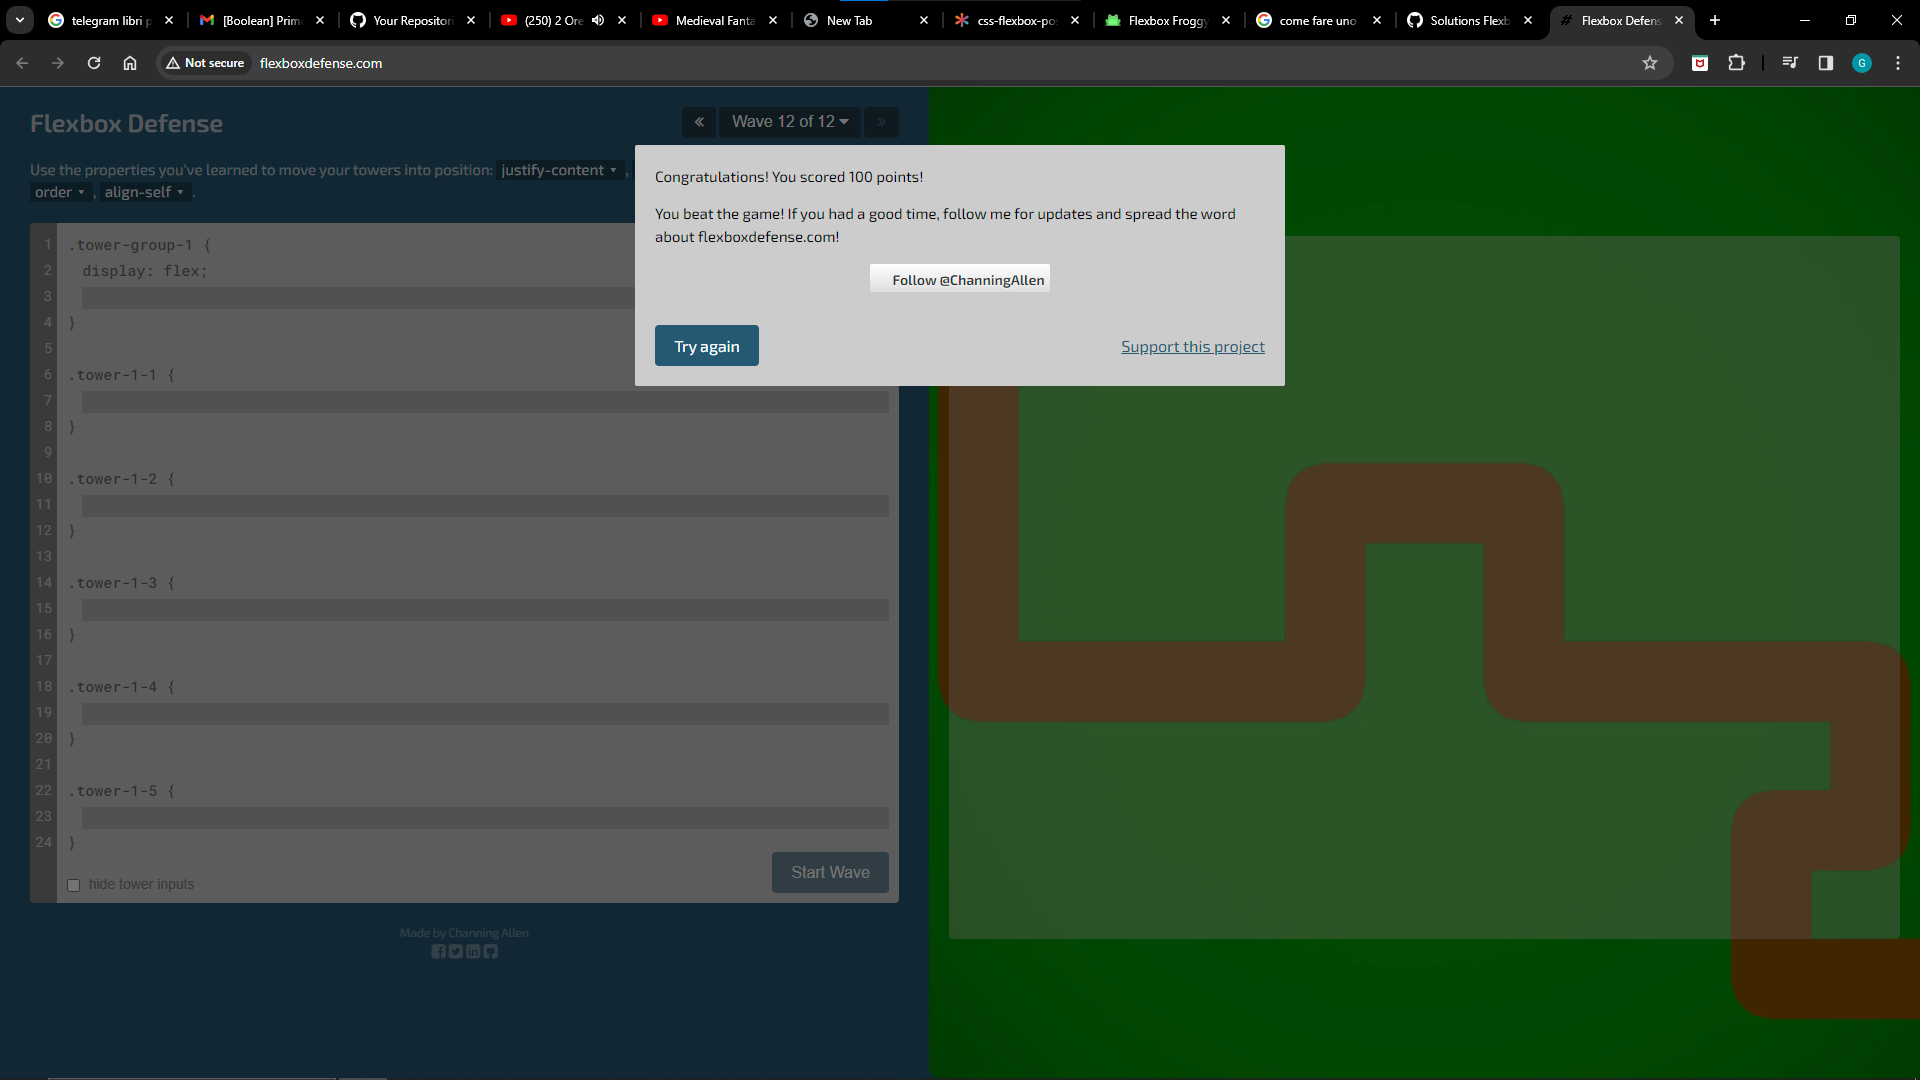 telegram libri p
[Boolean] Prim
Your Repositori
(250) 2 Ore
Medieval Fanta
New Tab
css-flexbox-po
Flexbox Froggy
come fare uno
Solutions Flexb
Flexbox Defens
Not secure
flexboxdefense.com
G
Flexbox Defense
« Wave 12 of 12 »
Use the properties you've learned to move your towers into position: justify-content ,
order , align-self .
Congratulations! You scored 100 points!
You beat the game! If you had a good time, follow me for updates and spread the word
about flexboxdefense.com!
Follow @ChanningAllen
Try again
Support this project
1 .tower-group-1 {
2 display: flex;
3
4 }
5
6 .tower-1-1 {
7
8 }
9
10 .tower-1-2 {
11
12 }
13
14 .tower-1-3 {
15
16 }
17
18 .tower-1-4 {
19
20 }
21
22 .tower-1-5 {
23
24 }
hide tower inputs
Start Wave
Made by Channing Allen